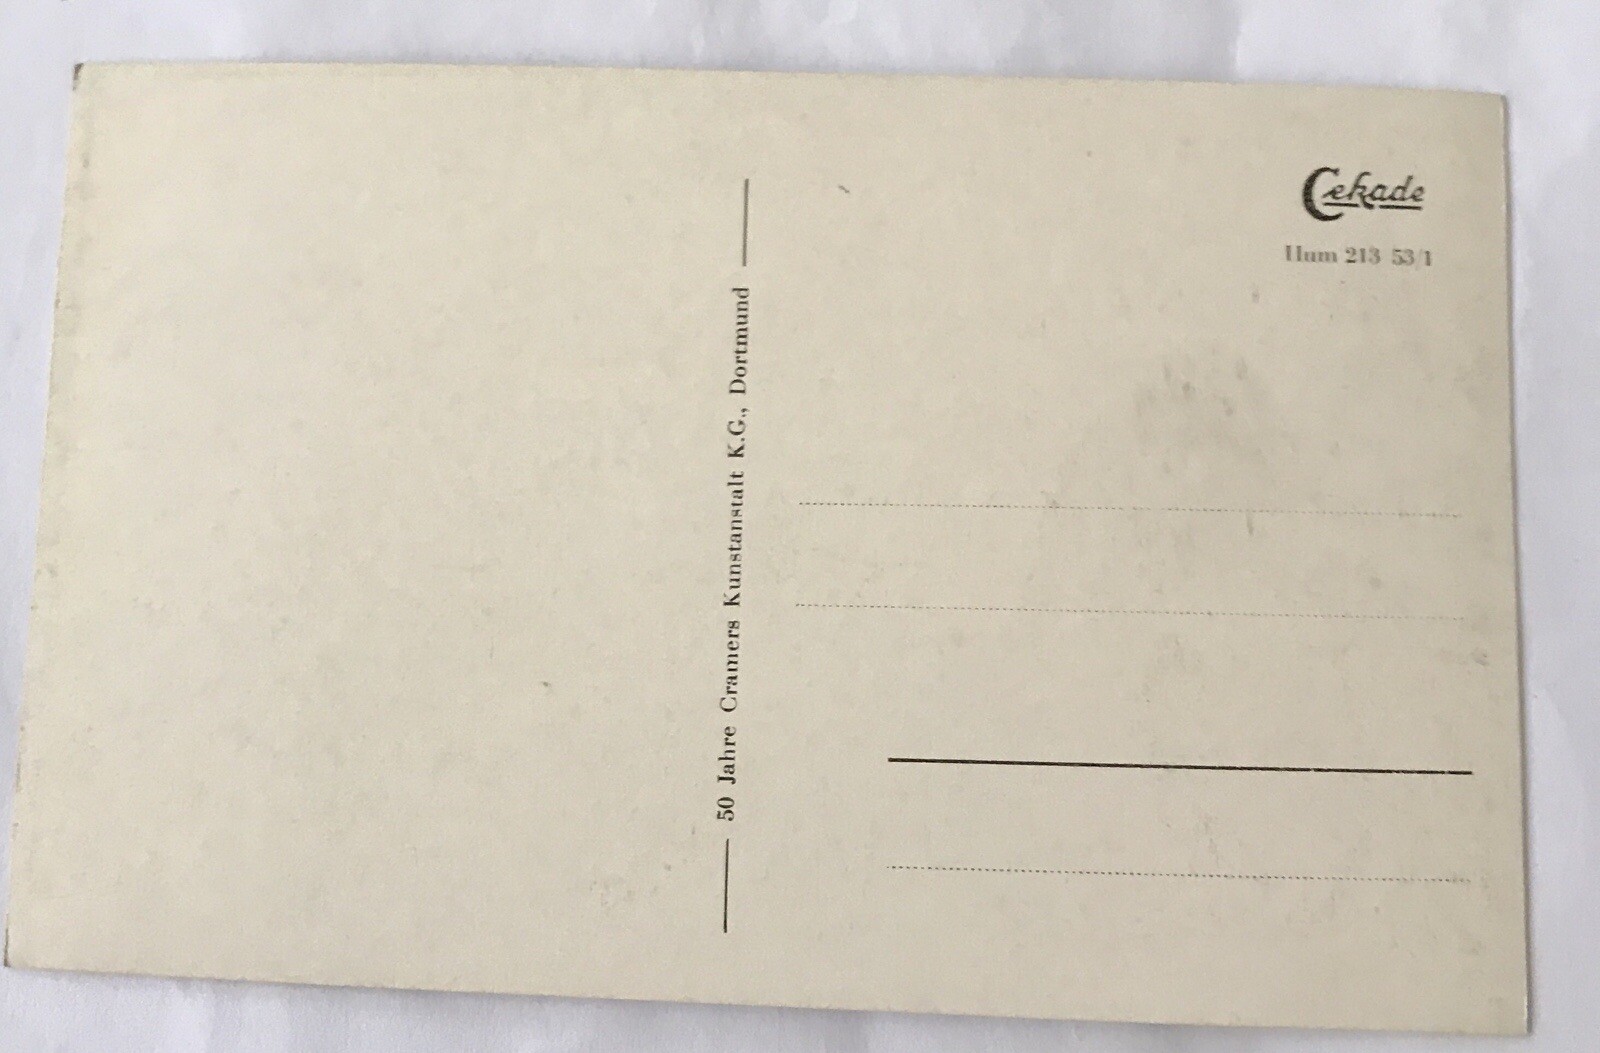 Cekade
Hum 213 53/1
50 Jahre Cramers Kunstanstalt K.G., Dortmund